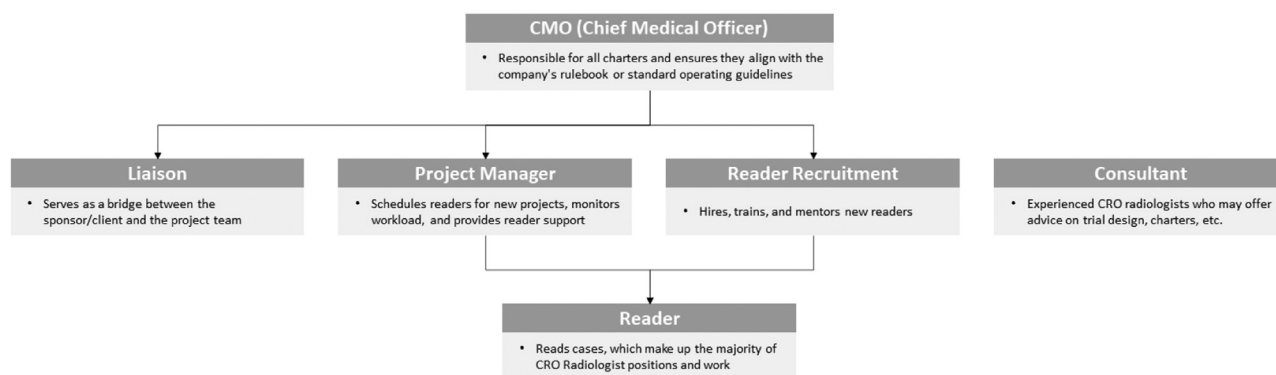 CMO (Chief Medical Officer)
• Responsible for all charters and ensures they align with the
company's rulebook or standard operating guidelines
Liaison
• Serves as a bridge between the
sponsor/client and the project team
Project Manager
• Schedules readers for new projects, monitors
workload, and provides reader support
Reader Recruitment
• Hires, trains, and mentors new readers
Consultant
• Experienced CRO radiologists who may offer
advice on trial design, charters, etc.
Reader
• Reads cases, which make up the majority of
CRO Radiologist positions and work